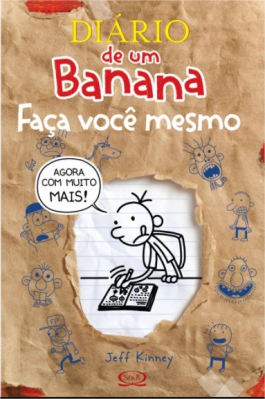 DIÁRIO
de um
Banana
Faça você mesmo
AGORA
COM MUITO
MAIS!
Jeff Kinney